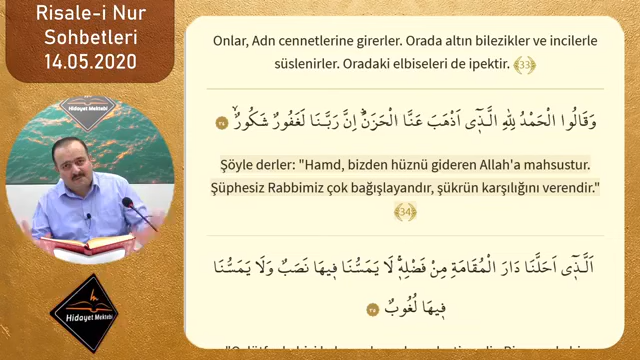 Risale-i Nur
Sohbetleri
14.05.2020
Hidayet Mektebi
Hidayet Mektebi
Onlar, Adn cennetlerine girerler. Orada altın bilezikler ve incilerle
süslenirler. Oradaki elbiseleri de ipektir. ﴾33﴿
وَقَالُوا الْحَمْدُ لِلّٰهِ الَّذٖٓي اَذْهَبَ عَنَّا الْحَزَنَؕ اِنَّ رَبَّنَا لَغَفُورٌ شَكُورٌۙ ٣٤
Şöyle derler: "Hamd, bizden hüznü gideren Allah'a mahsustur.
Şüphesiz Rabbimiz çok bağışlayandır, şükrün karşılığını verendir."
﴾34﴿
اَلَّذٖٓي اَحَلَّنَا دَارَ الْمُقَامَةِ مِنْ فَضْلِهٖۚ لَا يَمَسُّنَا فٖيهَا نَصَبٌ وَلَا يَمَسُّنَا
فٖيهَا لُغُوبٌ ٣٥